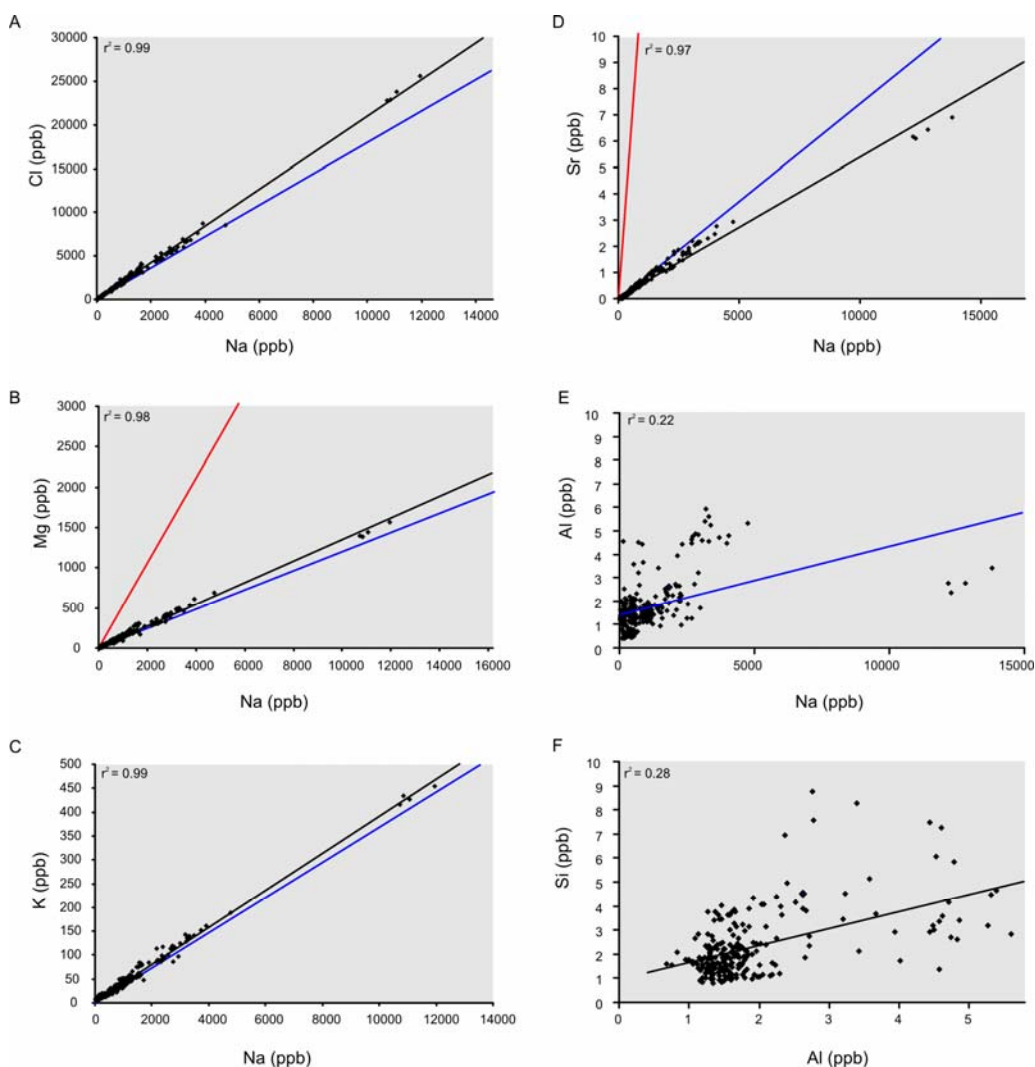 A
r² = 0.99
30000
25000
20000
15000
10000
5000
0
Cl (ppb)
0 2000 4000 6000 8000 10000 12000 14000
Na (ppb)
B
r² = 0.98
3000
2500
2000
1500
1000
500
0
Mg (ppb)
0 2000 4000 6000 8000 10000 12000 14000 16000
Na (ppb)
C
r² = 0.99
500
450
400
350
300
250
200
150
100
50
0
K (ppb)
0 2000 4000 6000 8000 10000 12000 14000
Na (ppb)
D
r² = 0.97
10
9
8
7
6
5
4
3
2
1
0
Sr (ppb)
0 5000 10000 15000
Na (ppb)
E
r² = 0.22
10
9
8
7
6
5
4
3
2
1
0
Al (ppb)
0 5000 10000 15000
Na (ppb)
F
r² = 0.28
10
9
8
7
6
5
4
3
2
1
0
Si (ppb)
0 1 2 3 4 5
Al (ppb)